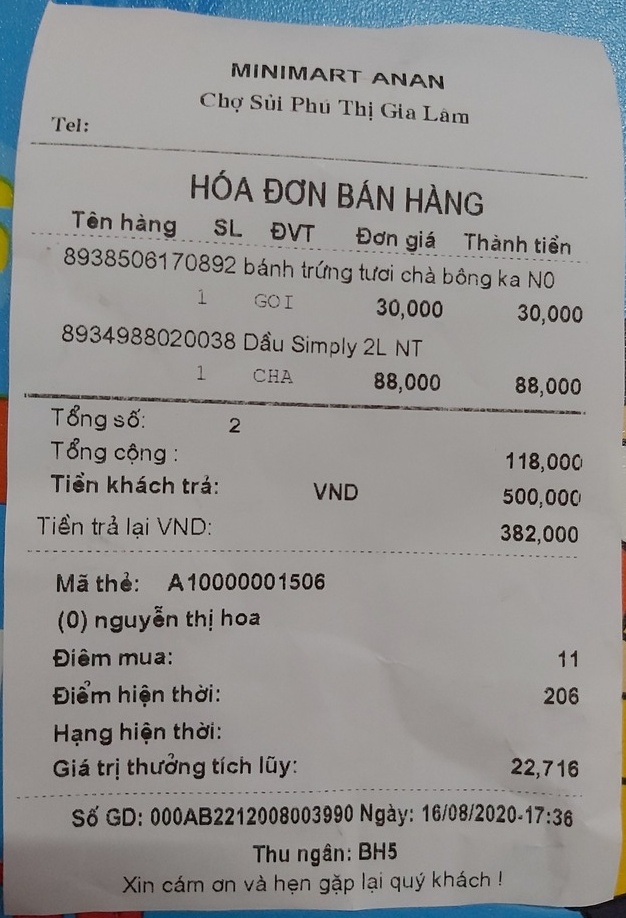 MINIMART ANAN
Chợ Sủi Phú Thị Gia Lâm
Tel:
HÓA ĐƠN BÁN HÀNG
Tên hàng SL ĐVT Đơn giá Thành tiền
8938506170892 bánh trứng tươi chà bông ka N0
1 GOI 30,000 30,000
8934988020038 Dầu Simply 2L NT
1 CHA 88,000 88,000
Tổng số: 2
Tổng cộng : 118,000
Tiền khách trả: VND 500,000
Tiền trả lại VND: 382,000
Mã thẻ: A10000001506
(0) nguyễn thị hoa
Điểm mua: 11
Điểm hiện thời: 206
Hạng hiện thời:
Giá trị thưởng tích lũy: 22,716
Số GD: 000AB2212008003990 Ngày: 16/08/2020-17:36
Thu ngân: BH5
Xin cám ơn và hẹn gặp lại quý khách !